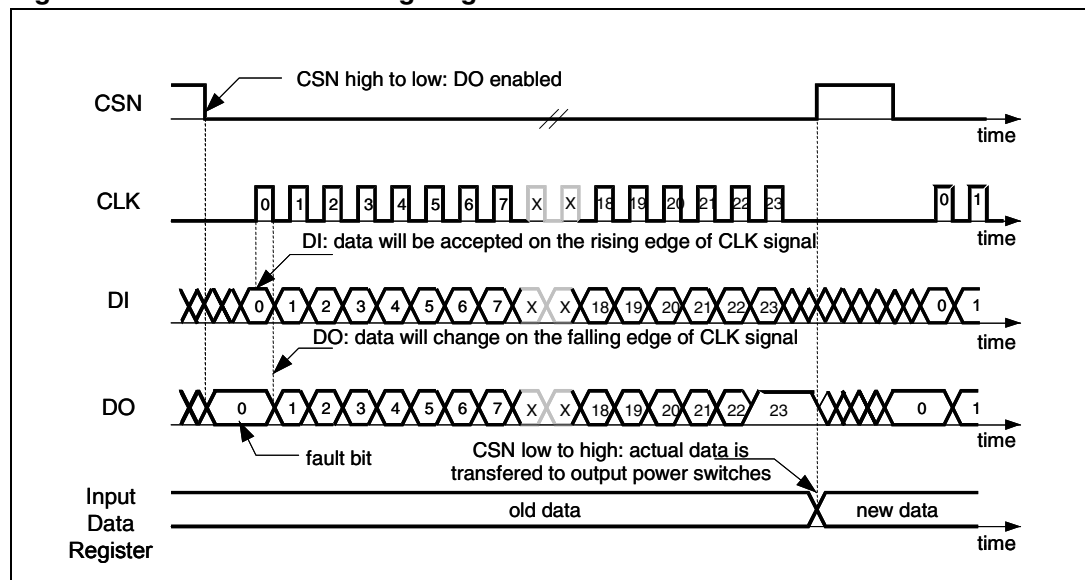 CSN high to low: DO enabled
CSN
time
CLK
0 1 2 3 4 5 6 7 X X 18 19 20 21 22 23 0 1
time
DI: data will be accepted on the rising edge of CLK signal
DI
0 1 2 3 4 5 6 7 X X 18 19 20 21 22 23 0 1
time
DO: data will change on the falling edge of CLK signal
DO
0 1 2 3 4 5 6 7 X X 18 19 20 21 22 23 0 1
time
fault bit
CSN low to high: actual data is
transfered to output power switches
Input
Data
Register
old data
new data
time